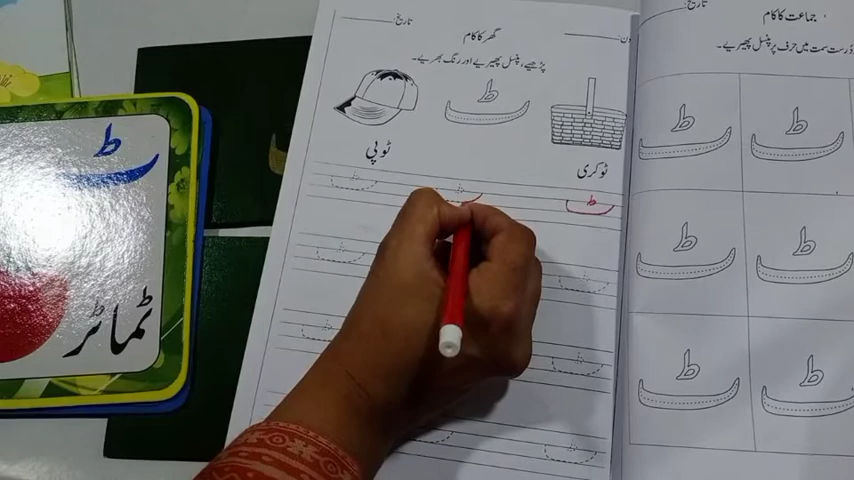 ٹ
ٹماٹر
تاریخ:
دن:
گھر کا کام
پڑھیے، پنسل پھیریے اور رنگ بھریے۔
ٹ
ٹوپی
ٹوکری
ٹ ٹ ٹ
ٹ ٹ
ٹ ٹ
ٹ ٹ
تاریخ:
جماعت کا کام
درست سمت میں حرف پر پنسل پھیریے۔
ٹ ٹ
ٹ ٹ
ٹ ٹ